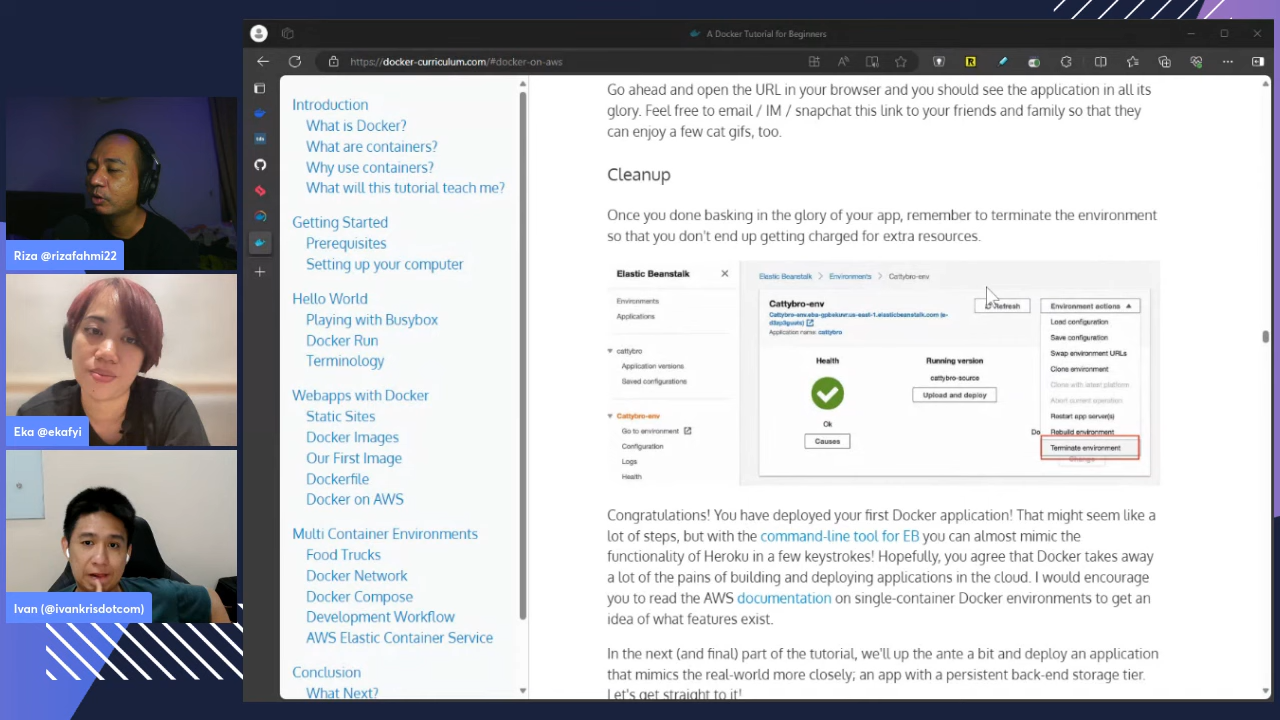 Riza @rizafahmi22
Eka @ekafyi
Ivan (@ivankrisdotcom)
A Docker Tutorial for Beginners
https://docker-curriculum.com/#docker-on-aws
Introduction
What is Docker?
What are containers?
Why use containers?
What will this tutorial teach me?
Getting Started
Prerequisites
Setting up your computer
Hello World
Playing with Busybox
Docker Run
Terminology
Webapps with Docker
Static Sites
Docker Images
Our First Image
Dockerfile
Docker on AWS
Multi Container Environments
Food Trucks
Docker Network
Docker Compose
Development Workflow
AWS Elastic Container Service
Conclusion
What Next?
Go ahead and open the URL in your browser and you should see the application in all its
glory. Feel free to email / IM / snapchat this link to your friends and family so that they
can enjoy a few cat gifs, too.
Cleanup
Once you done basking in the glory of your app, remember to terminate the environment
so that you don't end up getting charged for extra resources.
Elastic Beanstalk
Environments
Applications
cattybro
Application versions
Saved configurations
Cattybro-env
Go to environment
Configuration
Logs
Health
Elastic Beanstalk > Environments > Cattybro-env
Cattybro-env
Application name: cattybro
Refresh
Environment actions
Load configuration
Save configuration
Swap environment URLs
Clone environment
Clone with latest platform
Abort current operation
Restart app server(s)
Rebuild environment
Terminate environment
Health
Ok
Causes
Running version
cattybro-source
Upload and deploy
Congratulations! You have deployed your first Docker application! That might seem like a
lot of steps, but with the command-line tool for EB you can almost mimic the
functionality of Heroku in a few keystrokes! Hopefully, you agree that Docker takes away
a lot of the pains of building and deploying applications in the cloud. I would encourage
you to read the AWS documentation on single-container Docker environments to get an
idea of what features exist.
In the next (and final) part of the tutorial, we'll up the ante a bit and deploy an application
that mimics the real-world more closely; an app with a persistent back-end storage tier.
Let's get straight to it!